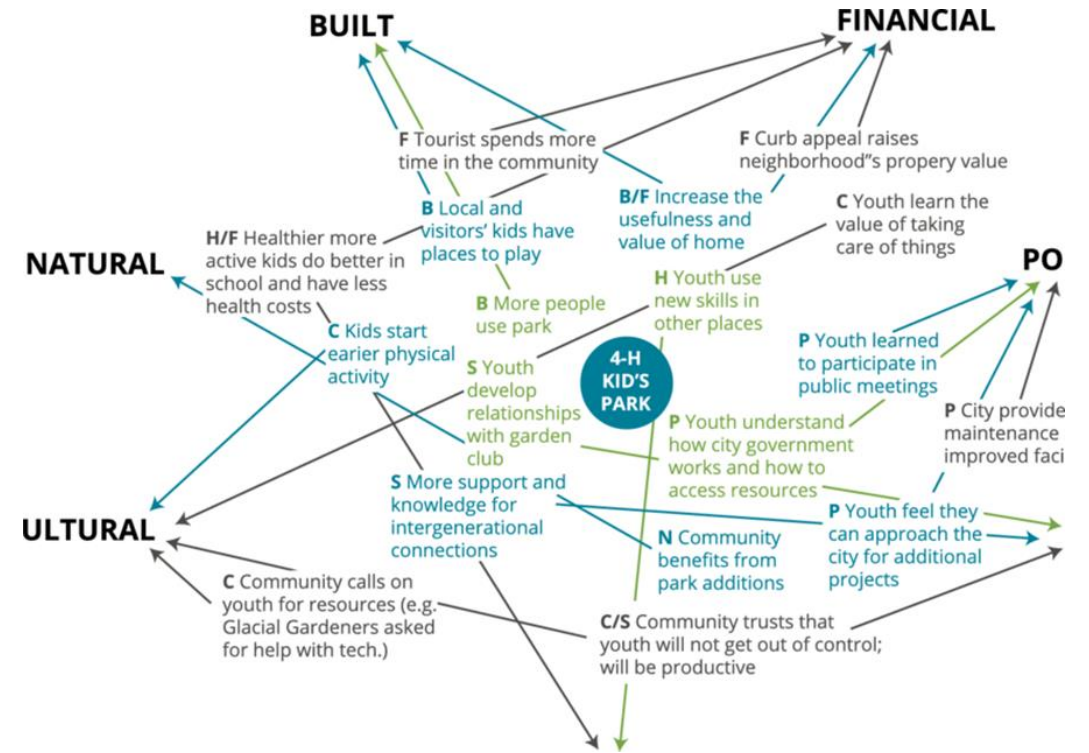 BUILT
FINANCIAL
F Tourist spends more
time in the community
F Curb appeal raises
neighborhood"s propery value
B/F Increase the
usefulness and
value of home
C Youth learn the
value of taking
care of things
B Local and
visitors' kids have
places to play
H/F Healthier more
active kids do better in
school and have less
health costs
NATURAL
PO
H Youth use
new skills in
other places
B More people
use park
C Kids start
earier physical
activity
4-H
KID'S
PARK
P Youth learned
to participate in
public meetings
S Youth
develop
relationships
with garden
club
P Youth understand
how city government
works and how to
access resources
P City provide
maintenance
improved faci
S More support and
knowledge for
intergenerational
connections
P Youth feel they
can approach the
city for additional
projects
ULTURAL
N Community
benefits from
park additions
C Community calls on
youth for resources (e.g.
Glacial Gardeners asked
for help with tech.)
C/S Community trusts that
youth will not get out of control;
will be productive